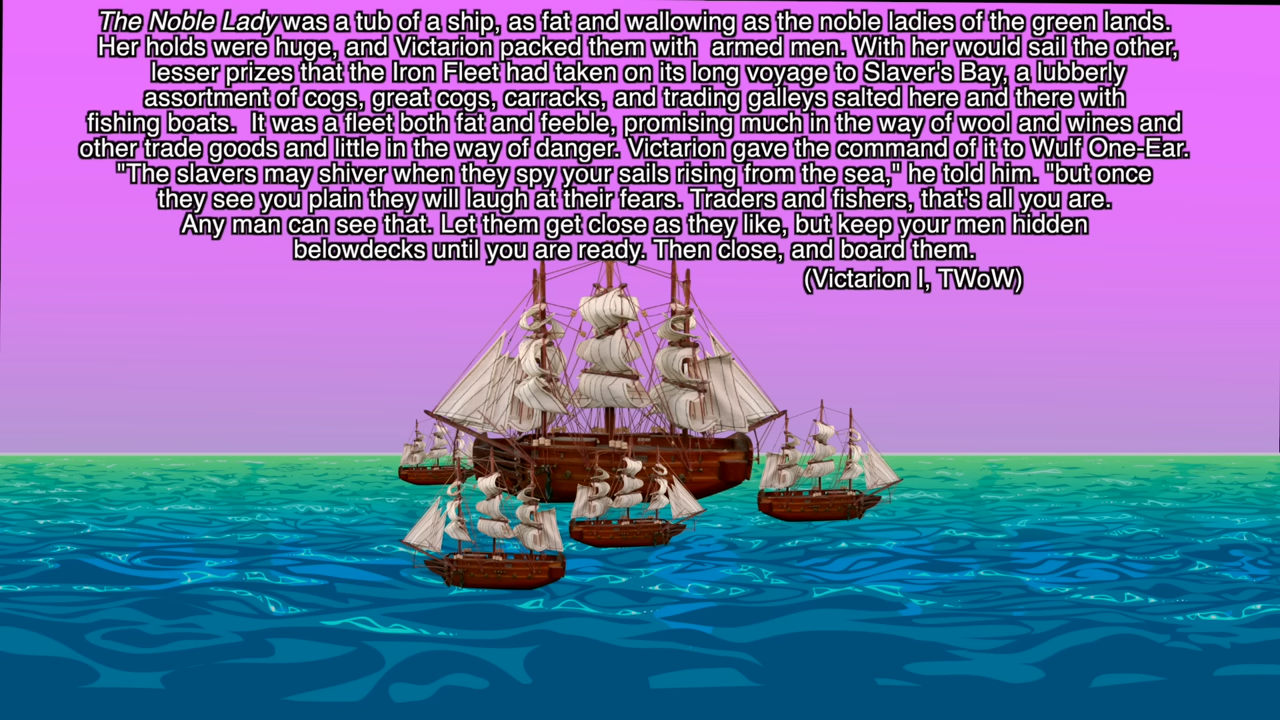 The Noble Lady was a tub of a ship, as fat and wallowing as the noble ladies of the green lands.
Her holds were huge, and Victarion packed them with  armed men. With her would sail the other,
lesser prizes that the Iron Fleet had taken on its long voyage to Slaver's Bay, a lubberly
assortment of cogs, great cogs, carracks, and trading galleys salted here and there with
fishing boats.  It was a fleet both fat and feeble, promising much in the way of wool and wines and
other trade goods and little in the way of danger. Victarion gave the command of it to Wulf One-Ear.
"The slavers may shiver when they spy your sails rising from the sea," he told him. "but once
they see you plain they will laugh at their fears. Traders and fishers, that's all you are.
Any man can see that. Let them get close as they like, but keep your men hidden
belowdecks until you are ready. Then close, and board them.
(Victarion I, TWoW)